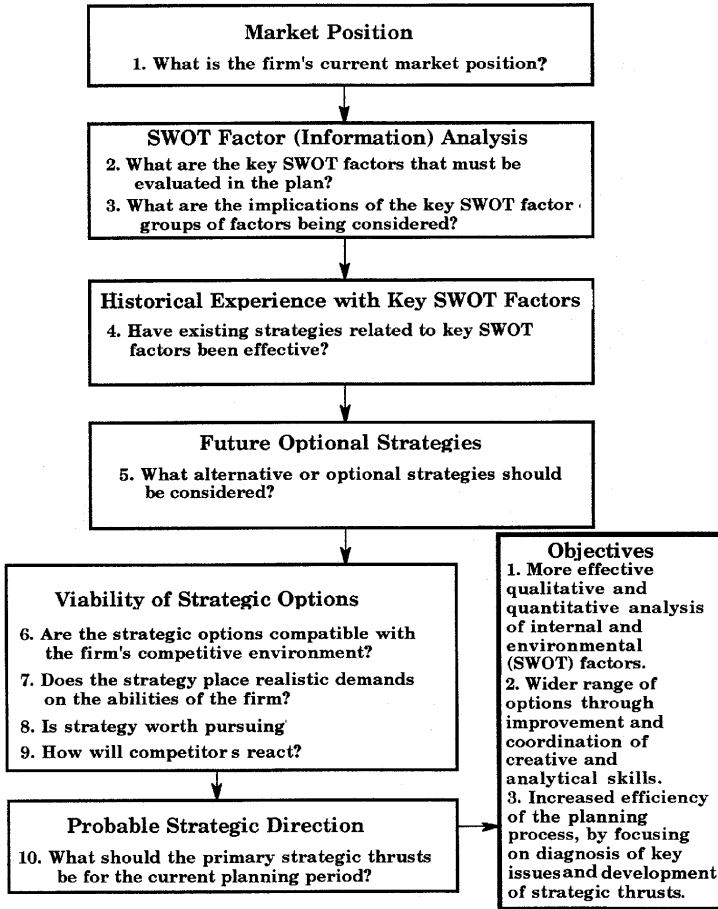 Market Position
1. What is the firm's current market position?
SWOT Factor (Information) Analysis
2. What are the key SWOT factors that must be
evaluated in the plan?
3. What are the implications of the key SWOT factor
groups of factors being considered?
Historical Experience with Key SWOT Factors
4. Have existing strategies related to key SWOT
factors been effective?
Future Optional Strategies
5. What alternative or optional strategies should
be considered?
Viability of Strategic Options
6. Are the strategic options compatible with
the firm's competitive environment?
7. Does the strategy place realistic demands
on the abilities of the firm?
8. Is strategy worth pursuing
9. How will competitors react?
Probable Strategic Direction
10. What should the primary strategic thrusts
be for the current planning period?
Objectives
1. More effective
qualitative and
quantitative analysis
of internal and
environmental
(SWOT) factors.
2. Wider range of
options through
improvement and
coordination of
creative and
analytical skills.
3. Increased efficiency
of the planning
process, by focusing
on diagnosis of key
issues and development
of strategic thrusts.